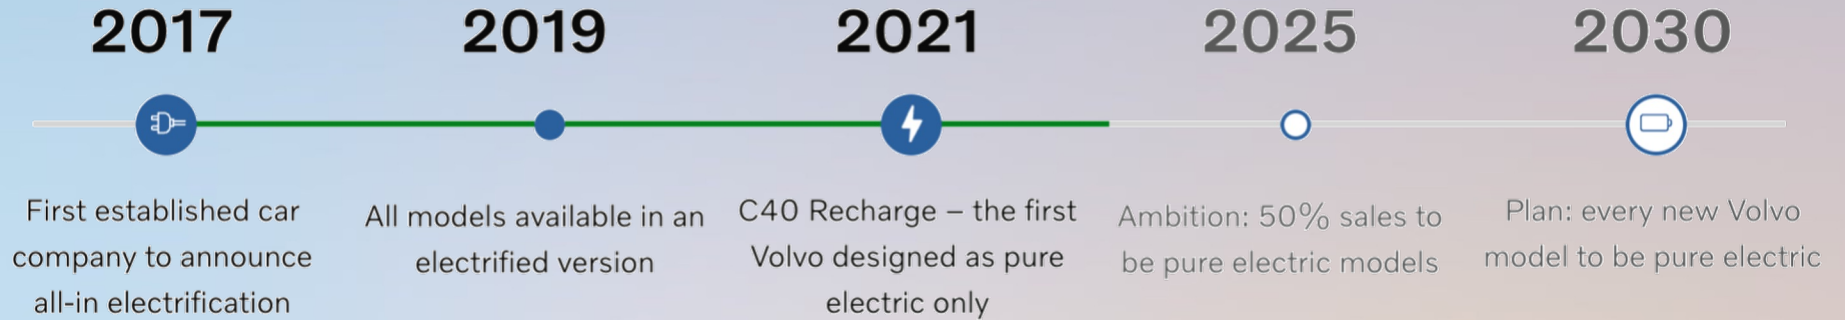 2017
First established car
company to announce
all-in electrification
2019
All models available in an
electrified version
2021
C40 Recharge – the first
Volvo designed as pure
electric only
2025
Ambition: 50% sales to
be pure electric models
2030
Plan: every new Volvo
model to be pure electric